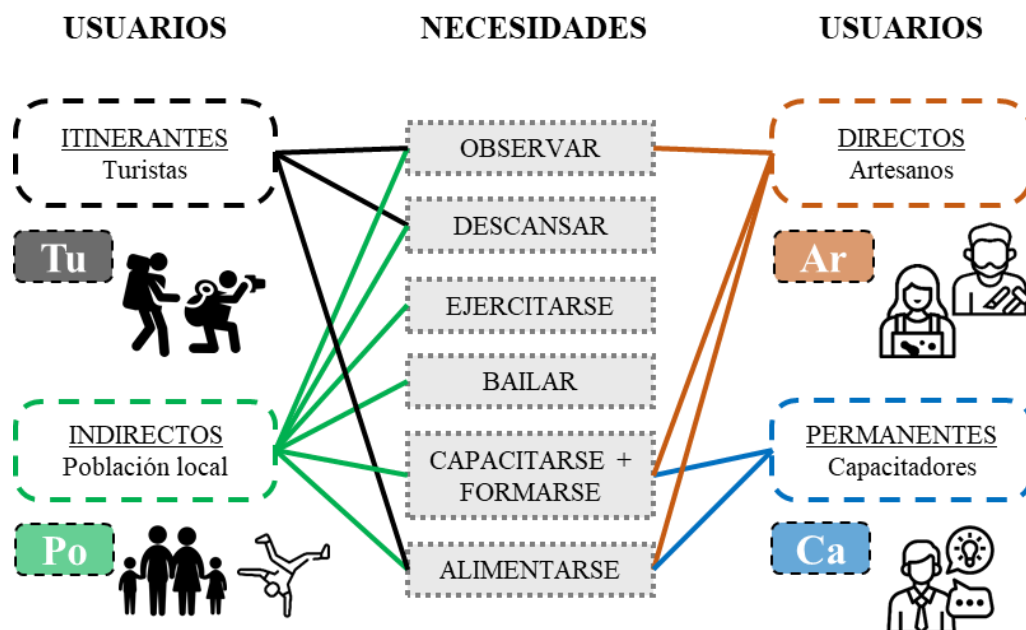 USUARIOS
NECESIDADES
USUARIOS
ITINERANTES
Turistas
Tu
INDIRECTOS
Población local
Po
OBSERVAR
DESCANSAR
EJERCITARSE
BAILAR
CAPACITARSE +
FORMARSE
ALIMENTARSE
DIRECTOS
Artesanos
Ar
PERMANENTES
Capacitadores
Ca